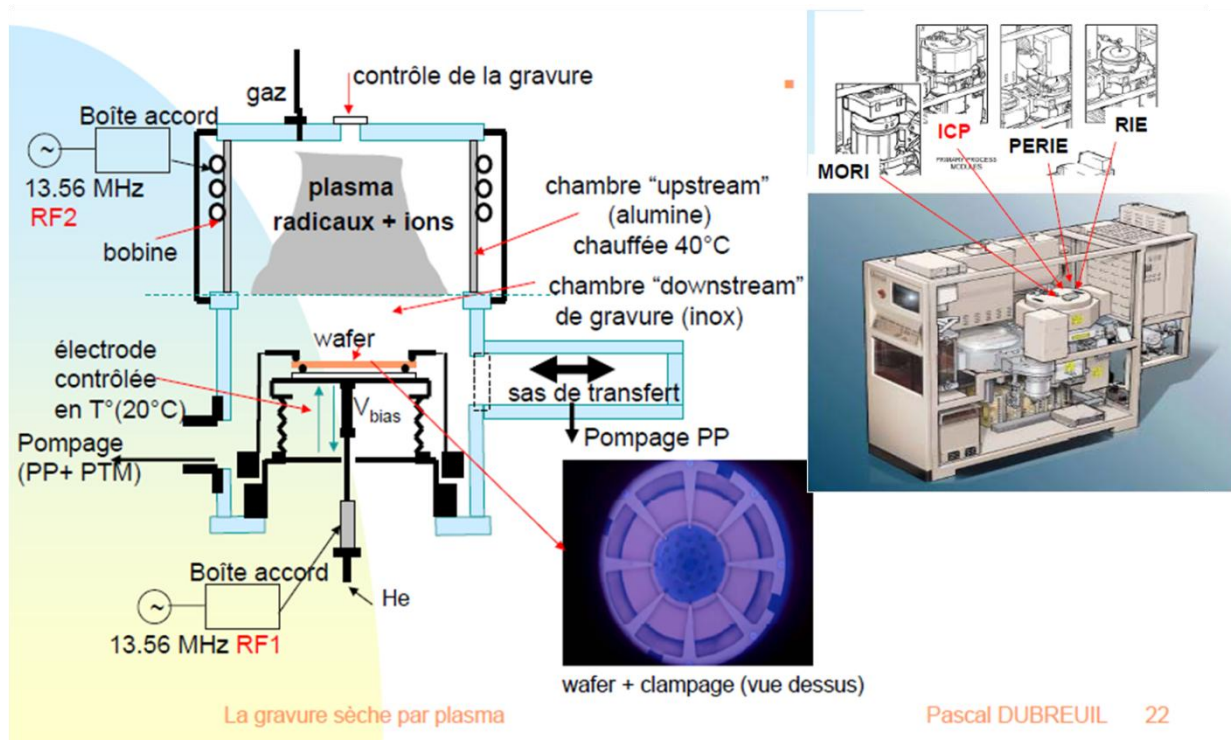 contrôle de la gravure
gaz
Boîte accord
~
13.56 MHz
RF2
bobine
plasma
radicaux + ions
chambre “upstream”
(alumine)
chauffée 40°C
chambre “downstream”
de gravure (inox)
wafer
électrode
contrôlée
en T°(20°C)
Vbias
sas de transfert
Pompage PP
Pompage
(PP+ PTM)
Boîte accord
~
He
13.56 MHz RF1
wafer + clampage (vue dessus)
MORI
ICP
PERIE
RIE
PRIMARY PROCESS
MODULES
La gravure sèche par plasma
Pascal DUBREUIL 22